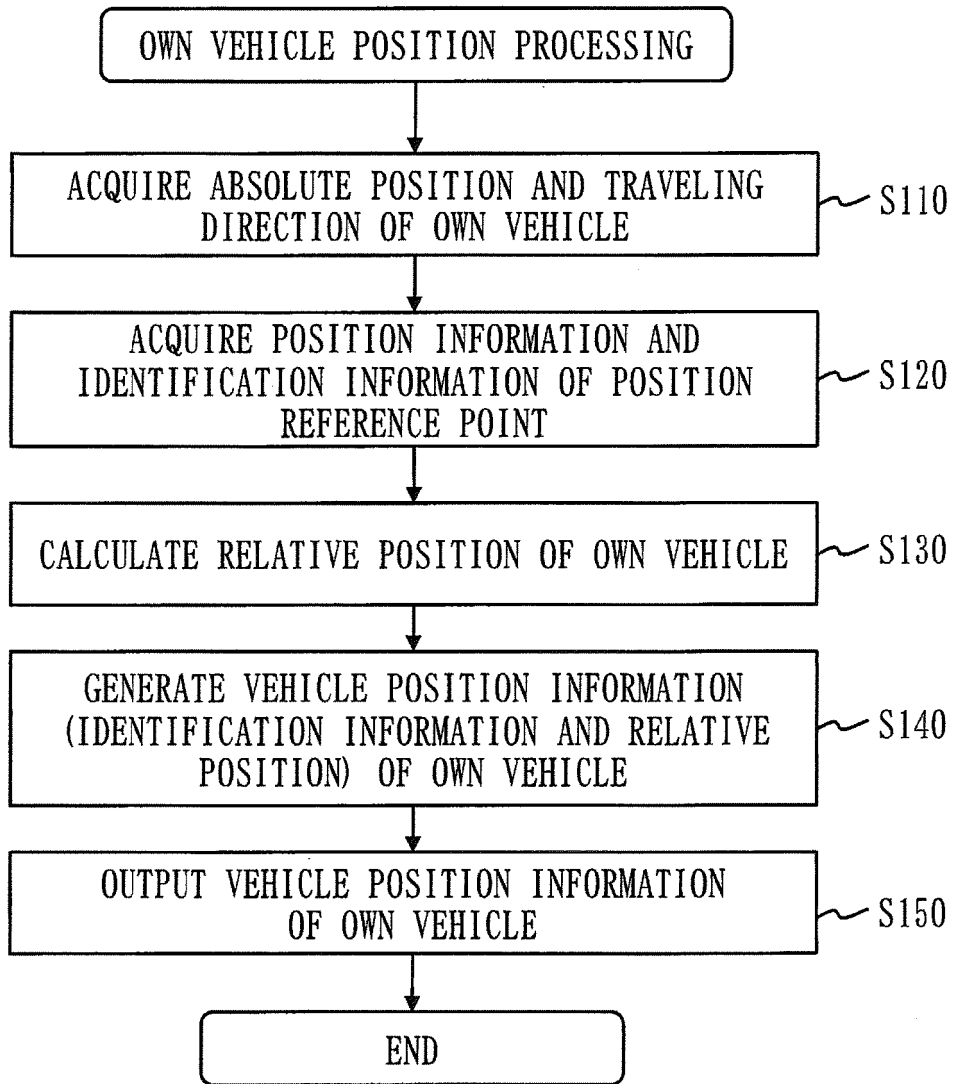 OWN VEHICLE POSITION PROCESSING
ACQUIRE ABSOLUTE POSITION AND TRAVELING
DIRECTION OF OWN VEHICLE
S110
ACQUIRE POSITION INFORMATION AND
IDENTIFICATION INFORMATION OF POSITION
REFERENCE POINT
S120
CALCULATE RELATIVE POSITION OF OWN VEHICLE
S130
GENERATE VEHICLE POSITION INFORMATION
(IDENTIFICATION INFORMATION AND RELATIVE
POSITION) OF OWN VEHICLE
S140
OUTPUT VEHICLE POSITION INFORMATION
OF OWN VEHICLE
S150
END